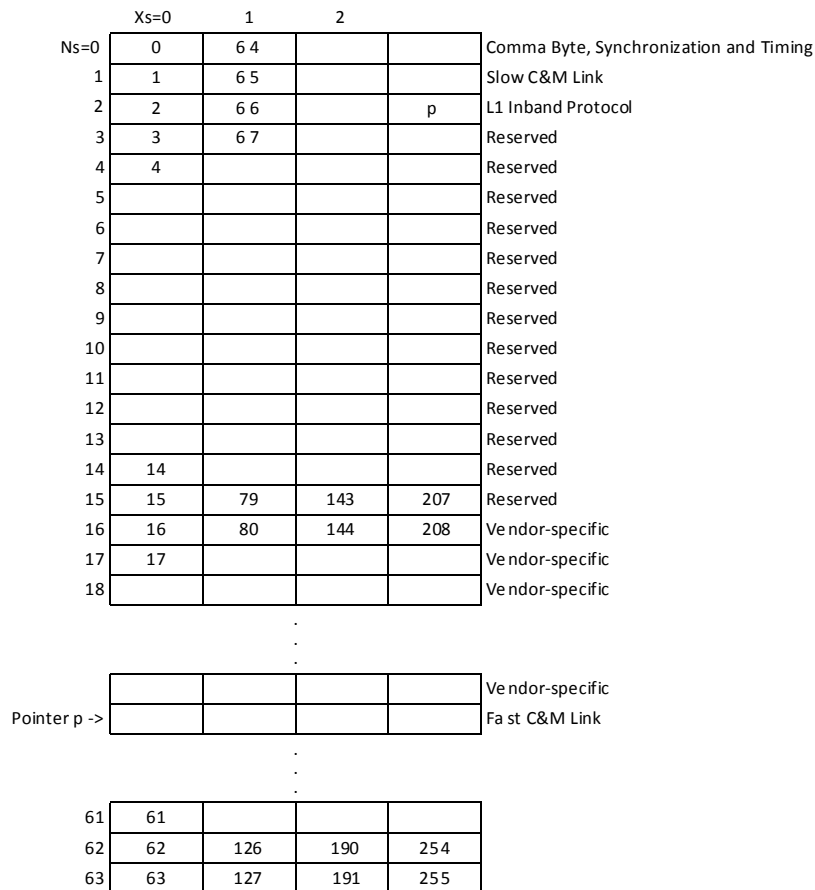 Xs=0 1 2
Ns=0 0 64 Comma Byte, Synchronization and Timing
1 1 65 Slow C&M Link
2 2 66 p L1 Inband Protocol
3 3 67 Reserved
4 4 Reserved
5 Reserved
6 Reserved
7 Reserved
8 Reserved
9 Reserved
10 Reserved
11 Reserved
12 Reserved
13 Reserved
14 14 Reserved
15 15 79 143 207 Reserved
16 16 80 144 208 Vendor-specific
17 17 Vendor-specific
18 Vendor-specific
.
.
.
Vendor-specific
Pointer p -> Fast C&M Link
.
.
.
61 61
62 62 126 190 254
63 63 127 191 255